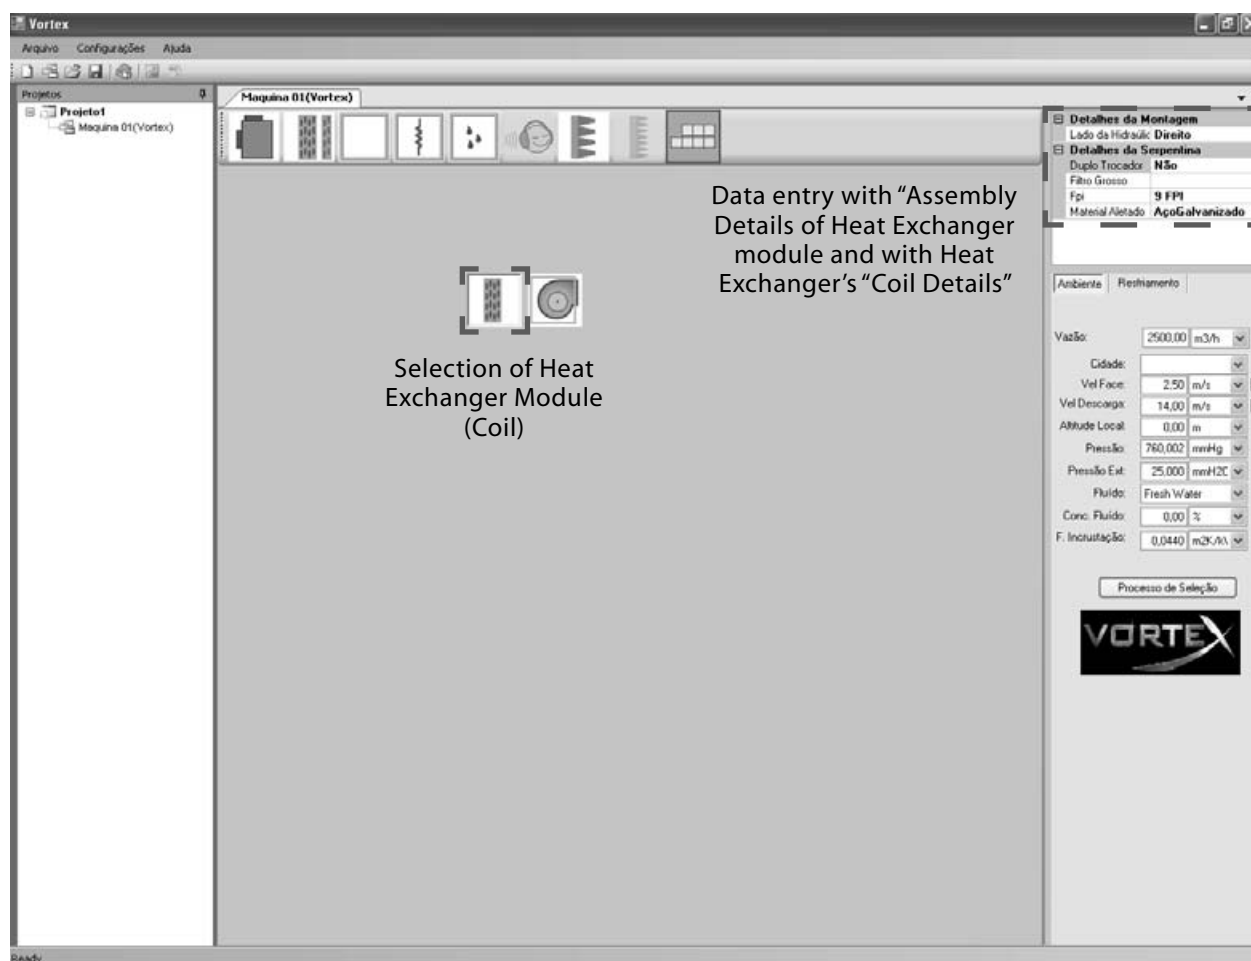 Vortex
Arquivo Configurações Ajuda
Projetos
Projeto1
Maquina 01(Vortex)
Maquina 01(Vortex)
Data entry with “Assembly
Details of Heat Exchanger
module and with Heat
Exchanger’s “Coil Details”
Selection of Heat
Exchanger Module
(Coil)
Detalhes da Montagem
Lado da Hidraúlic Direito
Detalhes da Serpentina
Duplo Trocador Não
Filtro Grosso
Fpi 9 FPI
Material Aletado AçoGalvanizado
Ambiente Resfriamento
Vazão: 2500,00 m3/h
Cidade:
Vel Face: 2.50 m/s
Vel Descarga: 14,00 m/s
Altitude Local: 0,00 m
Pressão: 760,002 mmHg
Pressão Ext: 25,000 mmH2O
Fluído: Fresh Water
Conc. Fluído: 0,00 %
F. Incrustação: 0,0440 m2K/k
Processo de Seleção
VORTEX
Ready